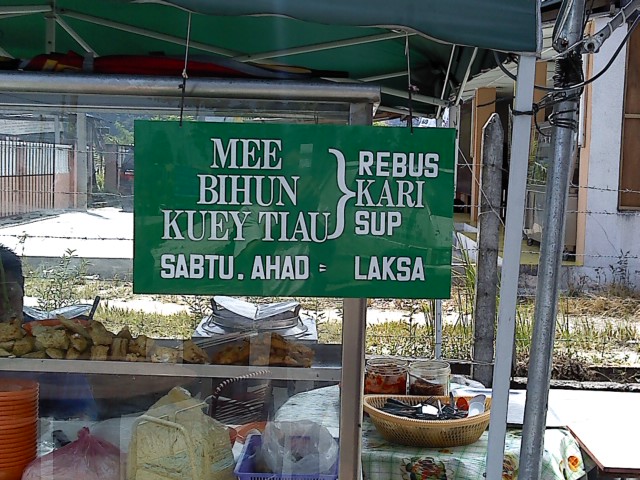 MEE
BIHUN
KUEY TIAU
} REBUS
KARI
SUP
SABTU. AHAD = LAKSA